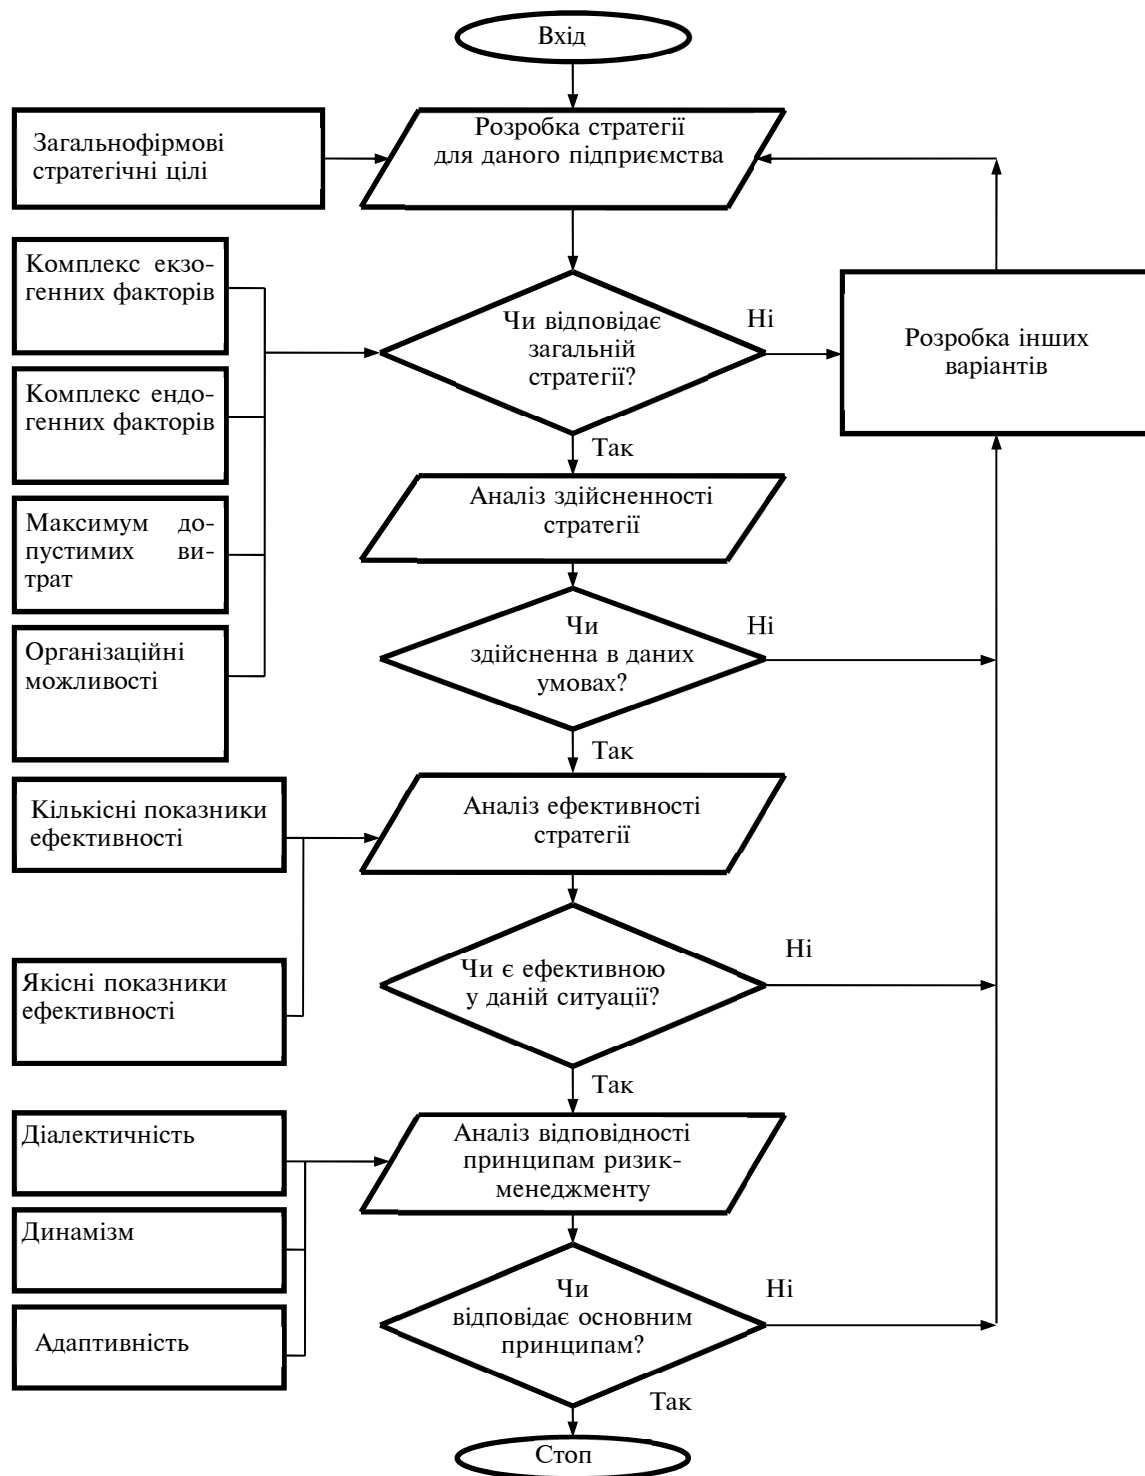 Вхід
Загальнофірмові
стратегічні цілі
Розробка стратегії
для даного підприємства
Комплекс екзо-
генних факторів
Чи відповідає
загальній
стратегії?
Ні
Розробка інших
варіантів
Комплекс ендо-
генних факторів
Так
Аналіз здійсненності
стратегії
Максимум до-
пустимих ви-
трат
Чи
здійсненна в даних
умовах?
Ні
Організаційні
можливості
Так
Кількісні показники
ефективності
Аналіз ефективності
стратегії
Чи є ефективною
у даній ситуації?
Ні
Якісні показники
ефективності
Так
Діалектичність
Аналіз відповідності
принципам ризик-
менеджменту
Динамізм
Чи
відповідає основним
принципам?
Ні
Адаптивність
Так
Стоп